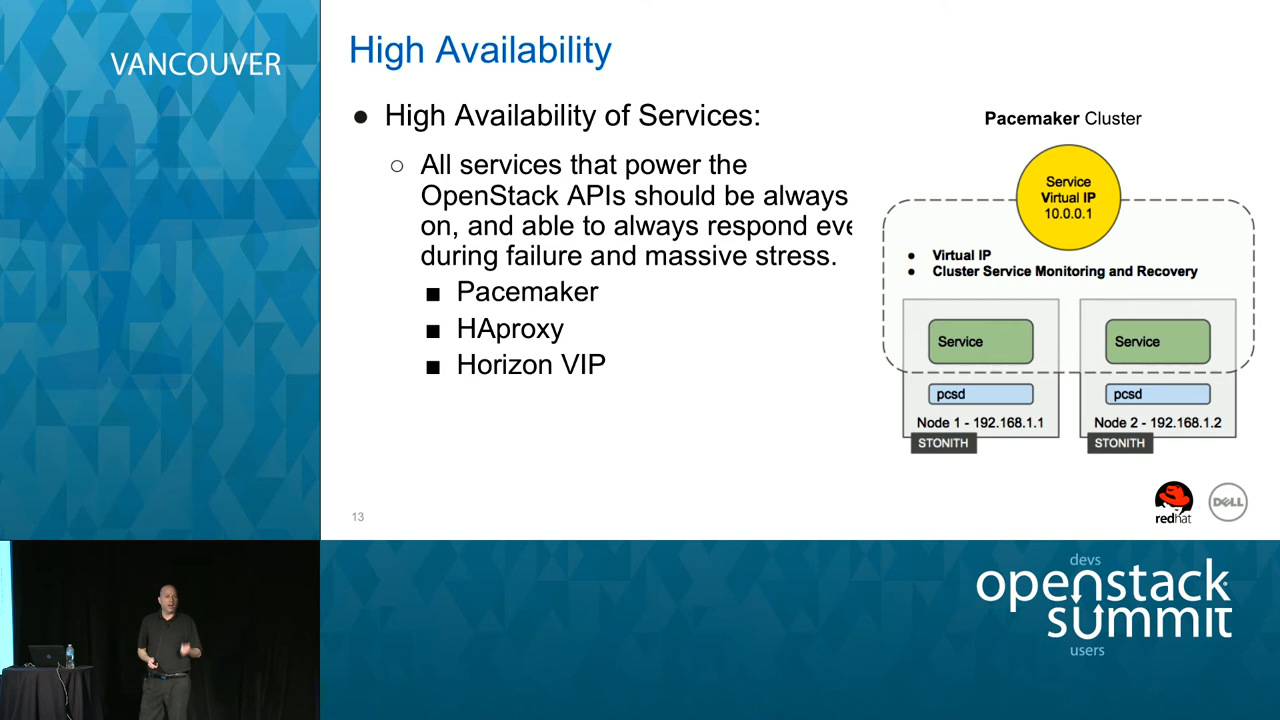 VANCOUVER
High Availability
● High Availability of Services:
○ All services that power the
OpenStack APIs should be always
on, and able to always respond eve
during failure and massive stress.
■ Pacemaker
■ HAproxy
■ Horizon VIP
Pacemaker Cluster
Service
Virtual IP
10.0.0.1
● Virtual IP
● Cluster Service Monitoring and Recovery
Service
Service
pcsd
pcsd
Node 1 - 192.168.1.1
Node 2 - 192.168.1.2
STONITH
STONITH
13
redhat
DELL
devs
openstack
summit
users